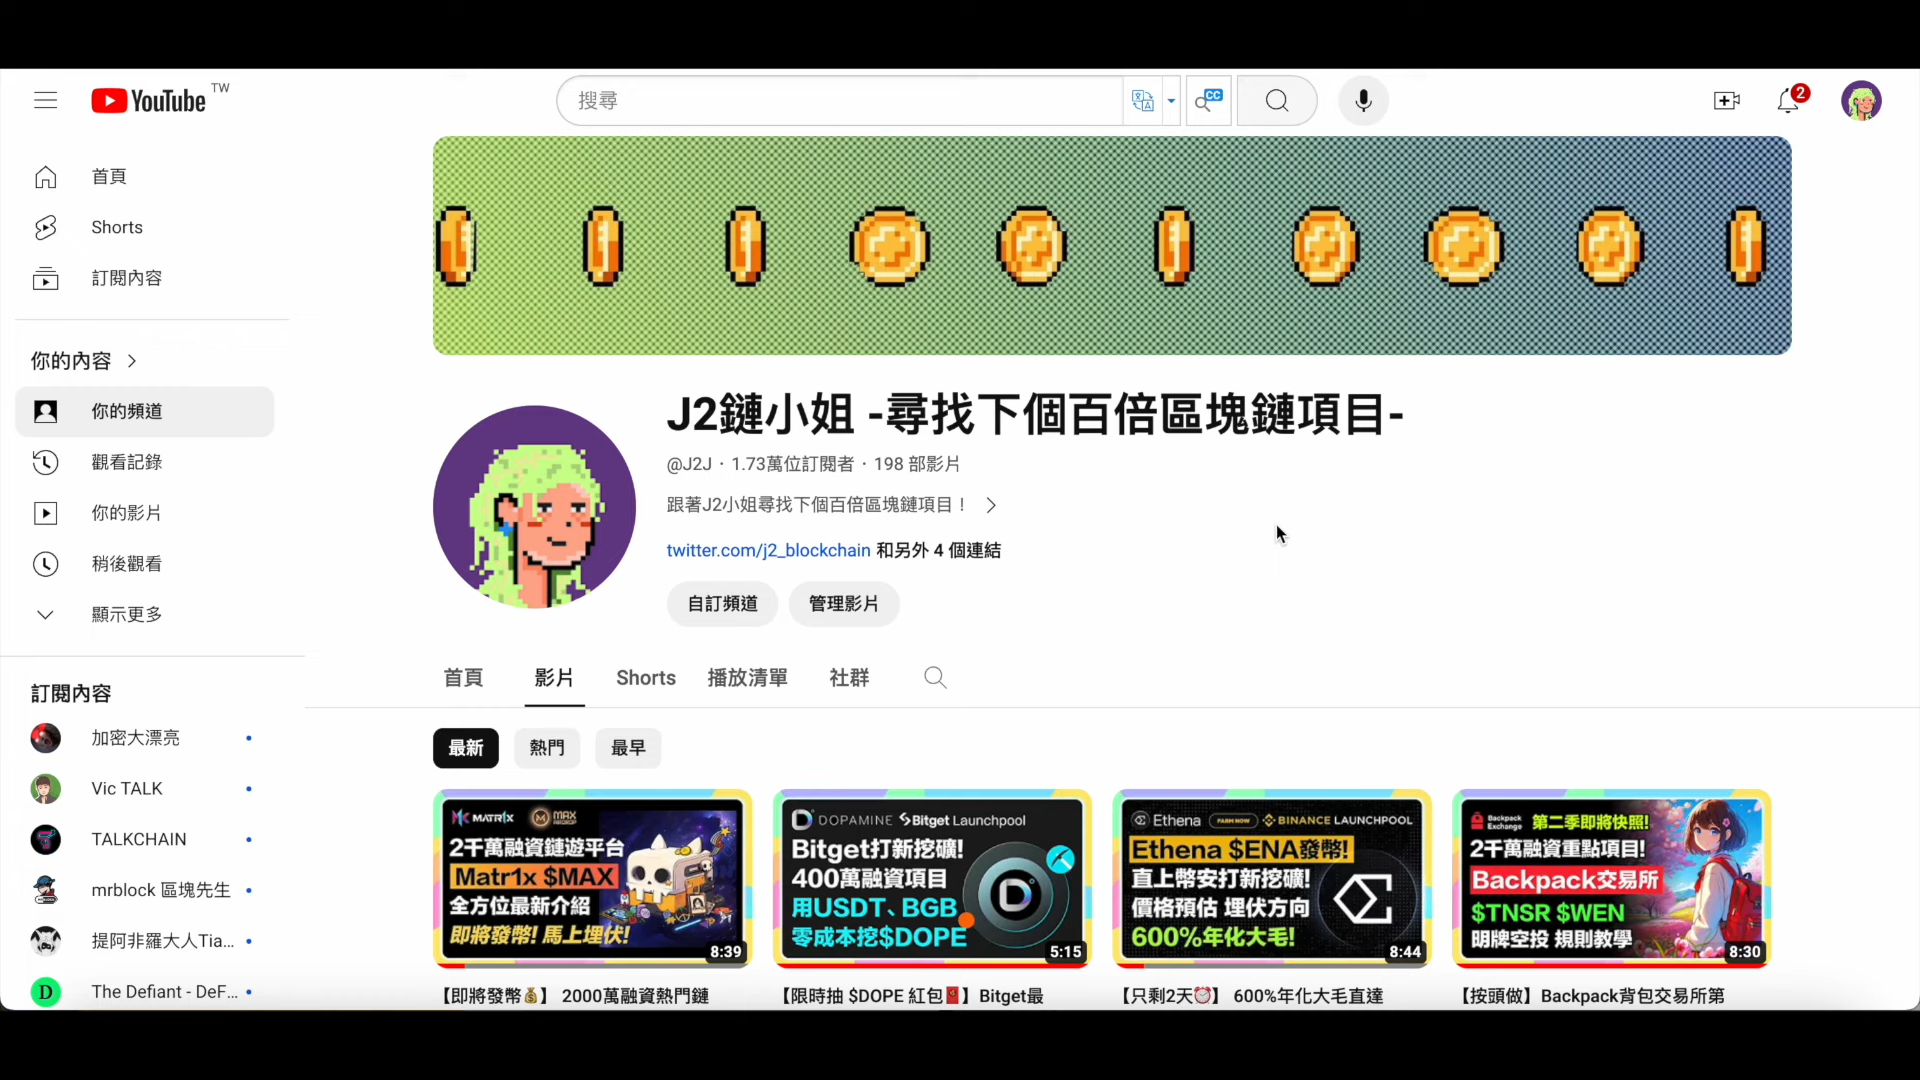 YouTube TW
搜尋
CC
2
首頁
Shorts
訂閱內容
你的內容
你的頻道
觀看記錄
你的影片
稍後觀看
顯示更多
訂閱內容
加密大漂亮
Vic TALK
TALKCHAIN
mrblock 區塊先生
提阿非羅大人Tia...
D
The Defiant - DeF...
J2鏈小姐 -尋找下個百倍區塊鏈項目-
@J2J · 1.73萬位訂閱者 · 198 部影片
跟著J2小姐尋找下個百倍區塊鏈項目！
twitter.com/j2_blockchain 和另外 4 個連結
自訂頻道
管理影片
首頁
影片
Shorts
播放清單
社群
最新
熱門
最早
MATR1X MAX
2千萬融資鏈遊平台
Matr1x $MAX
全方位最新介紹
即將發幣! 馬上埋伏!
8:39
【即將發幣💰】 2000萬融資熱門鏈
DOPAMINE Bitget Launchpool
Bitget打新挖礦!
400萬融資項目
用USDT、BGB
零成本挖$DOPE
5:15
【限時抽 $DOPE 紅包🧧】Bitget最
Ethena FARM NOW BINANCE LAUNCHPOOL
Ethena $ENA發幣!
直上幣安打新挖礦!
價格預估 埋伏方向
600%年化大毛!
8:44
【只剩2天⏰】 600%年化大毛直達
Backpack Exchange 第二季即將快照!
2千萬融資重點項目!
Backpack交易所
$TNSR $WEN
明牌空投 規則教學
8:30
【按頭做】Backpack背包交易所第